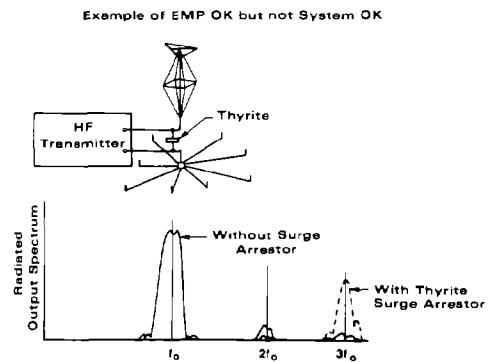 Example of EMP OK but not System OK
HF
Transmitter
Thyrite
Radiated
Output Spectrum
Without Surge
Arrestor
With Thyrite
Surge Arrestor
f₀
2f₀
3f₀